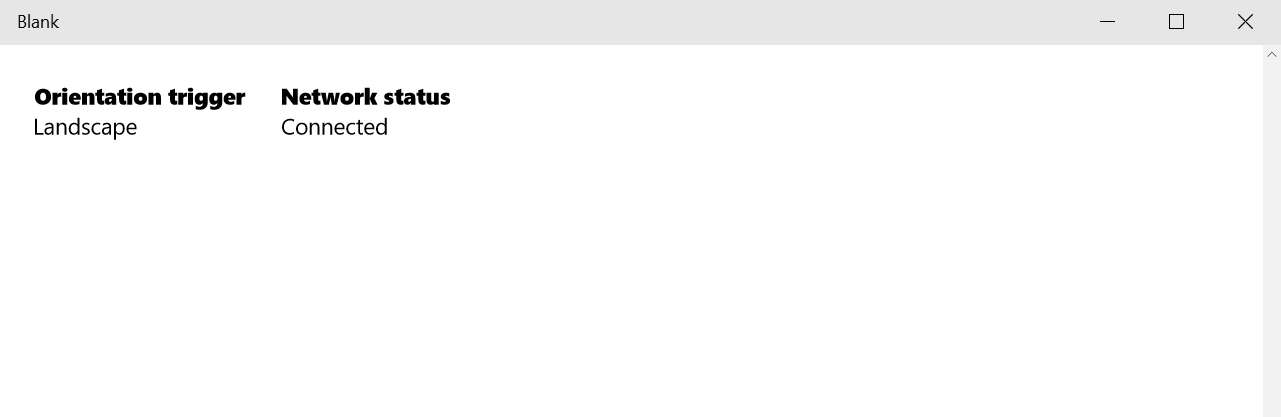 Blank
Orientation trigger
Landscape
Network status
Connected